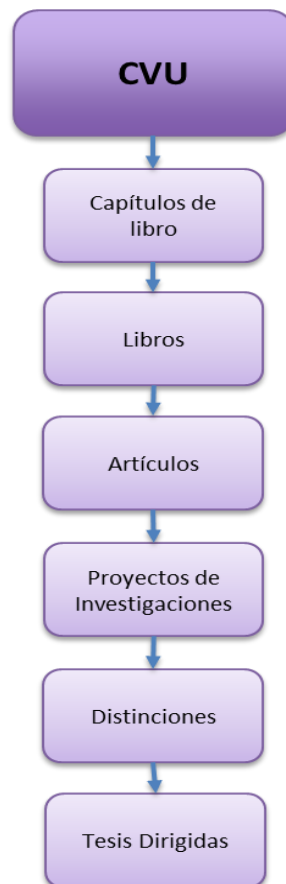 CVU
Capítulos de
libro
Libros
Artículos
Proyectos de
Investigaciones
Distinciones
Tesis Dirigidas